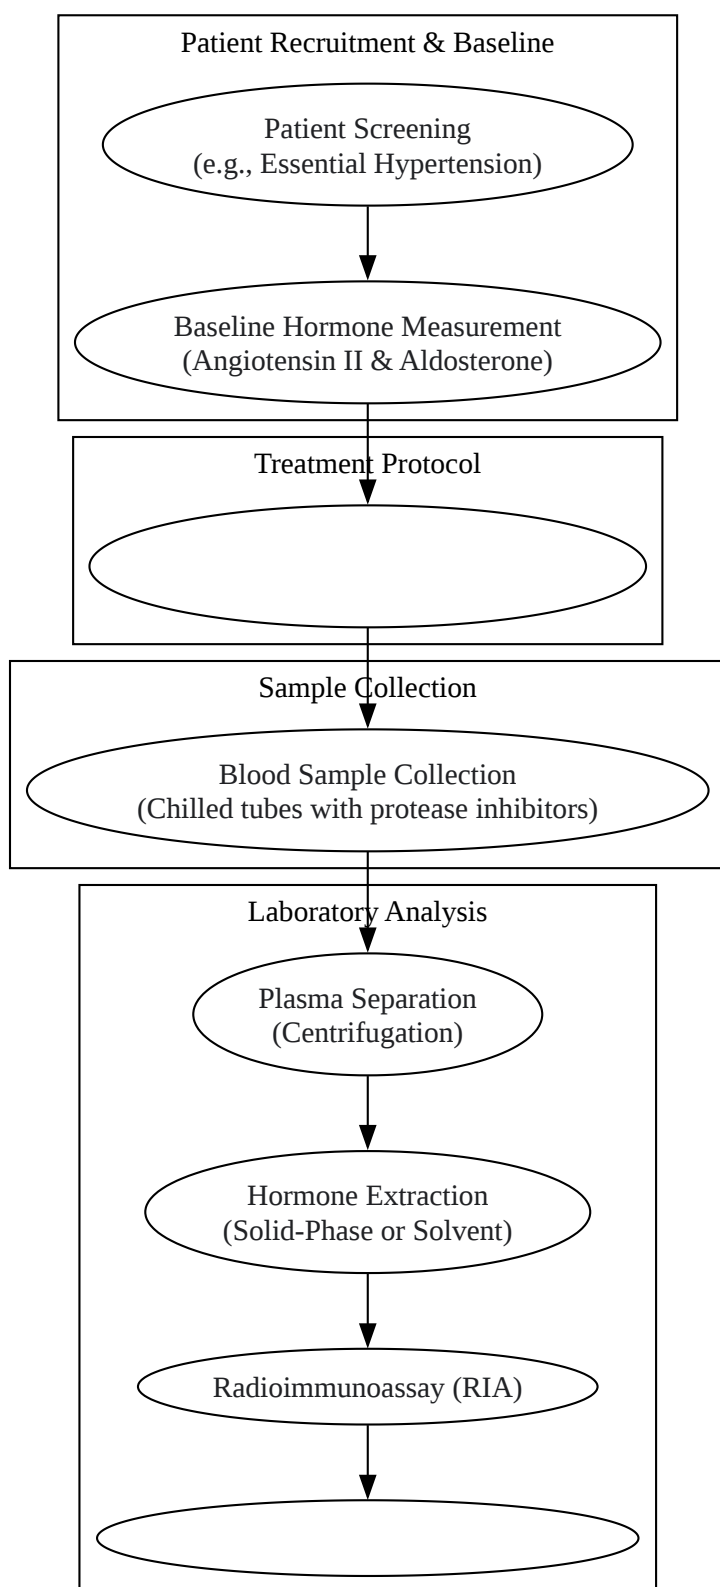 Patient Recruitment & Baseline
Patient Screening
(e.g., Essential Hypertension)
Baseline Hormone Measurement
(Angiotensin II & Aldosterone)
Treatment Protocol
Sample Collection
Blood Sample Collection
(Chilled tubes with protease inhibitors)
Laboratory Analysis
Plasma Separation
(Centrifugation)
Hormone Extraction
(Solid-Phase or Solvent)
Radioimmunoassay (RIA)